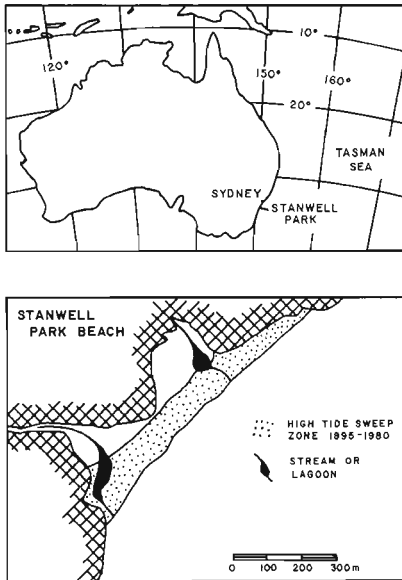 10°
120°
150°
160°
20°
TASMAN
SEA
SYDNEY
STANWELL
PARK
STANWELL
PARK BEACH
HIGH TIDE SWEEP
ZONE 1895-1980
STREAM OR
LAGOON
0 100 200 300 m